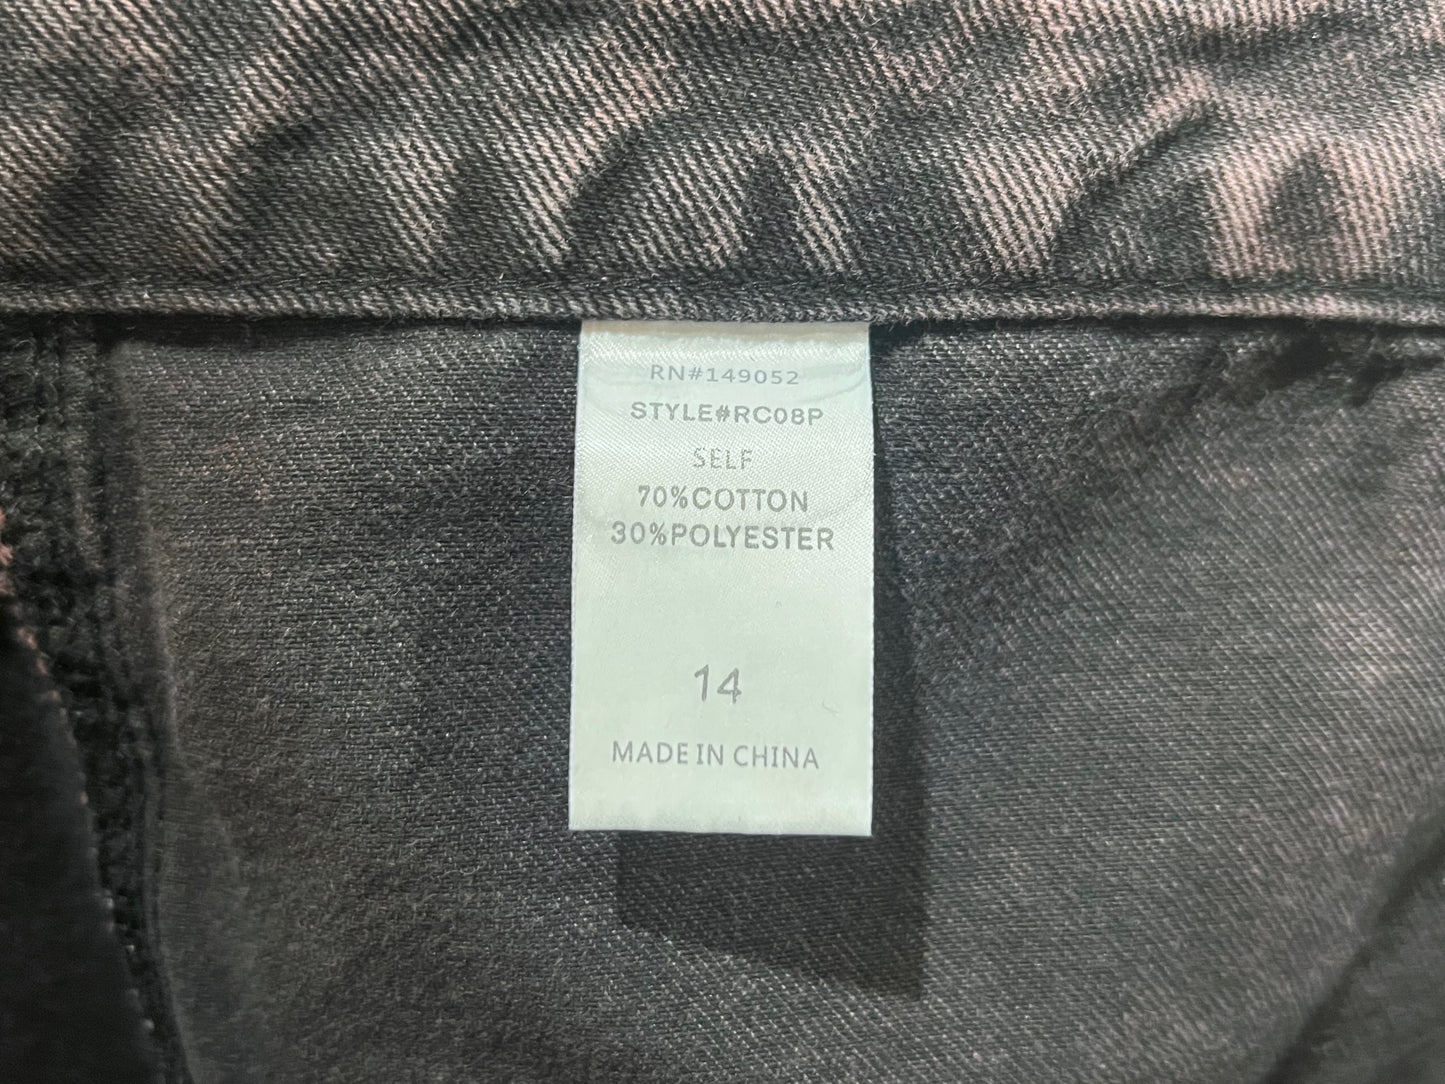 RN#149052
STYLE#RC08P
SELF
70%COTTON
30%POLYESTER
14
MADE IN CHINA